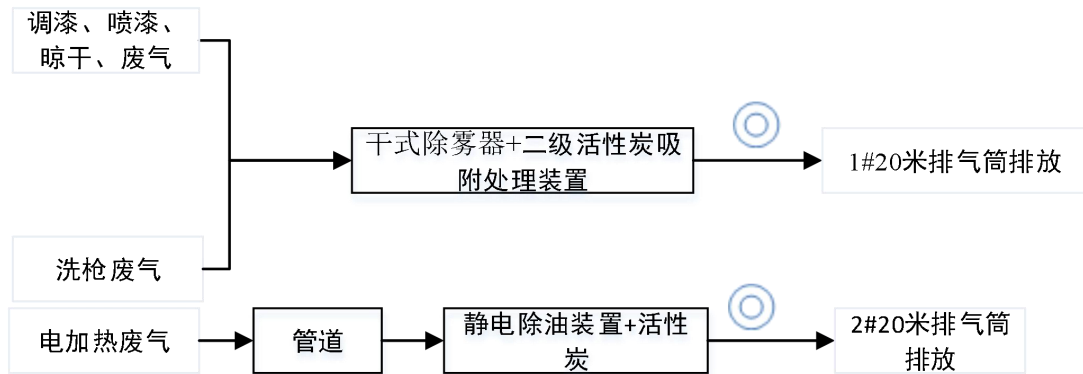 调漆、喷漆、
晾干、废气
干式除雾器+二级活性炭吸
附处理装置
1#20米排气筒排放
洗枪废气
电加热废气
管道
静电除油装置+活性
炭
2#20米排气筒
排放